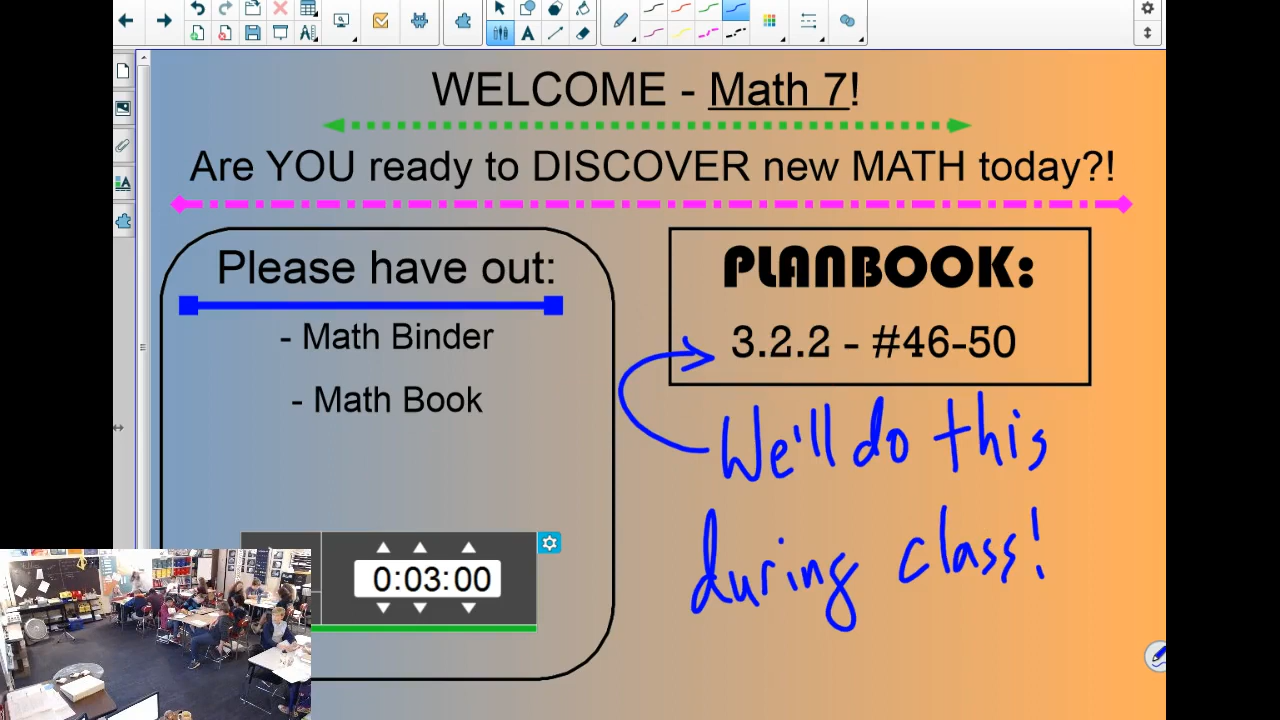 WELCOME - Math 7!
Are YOU ready to DISCOVER new MATH today?!
Please have out:
- Math Binder
- Math Book
0:03:00
PLANBOOK:
3.2.2 - #46-50
We'll do this
during class!